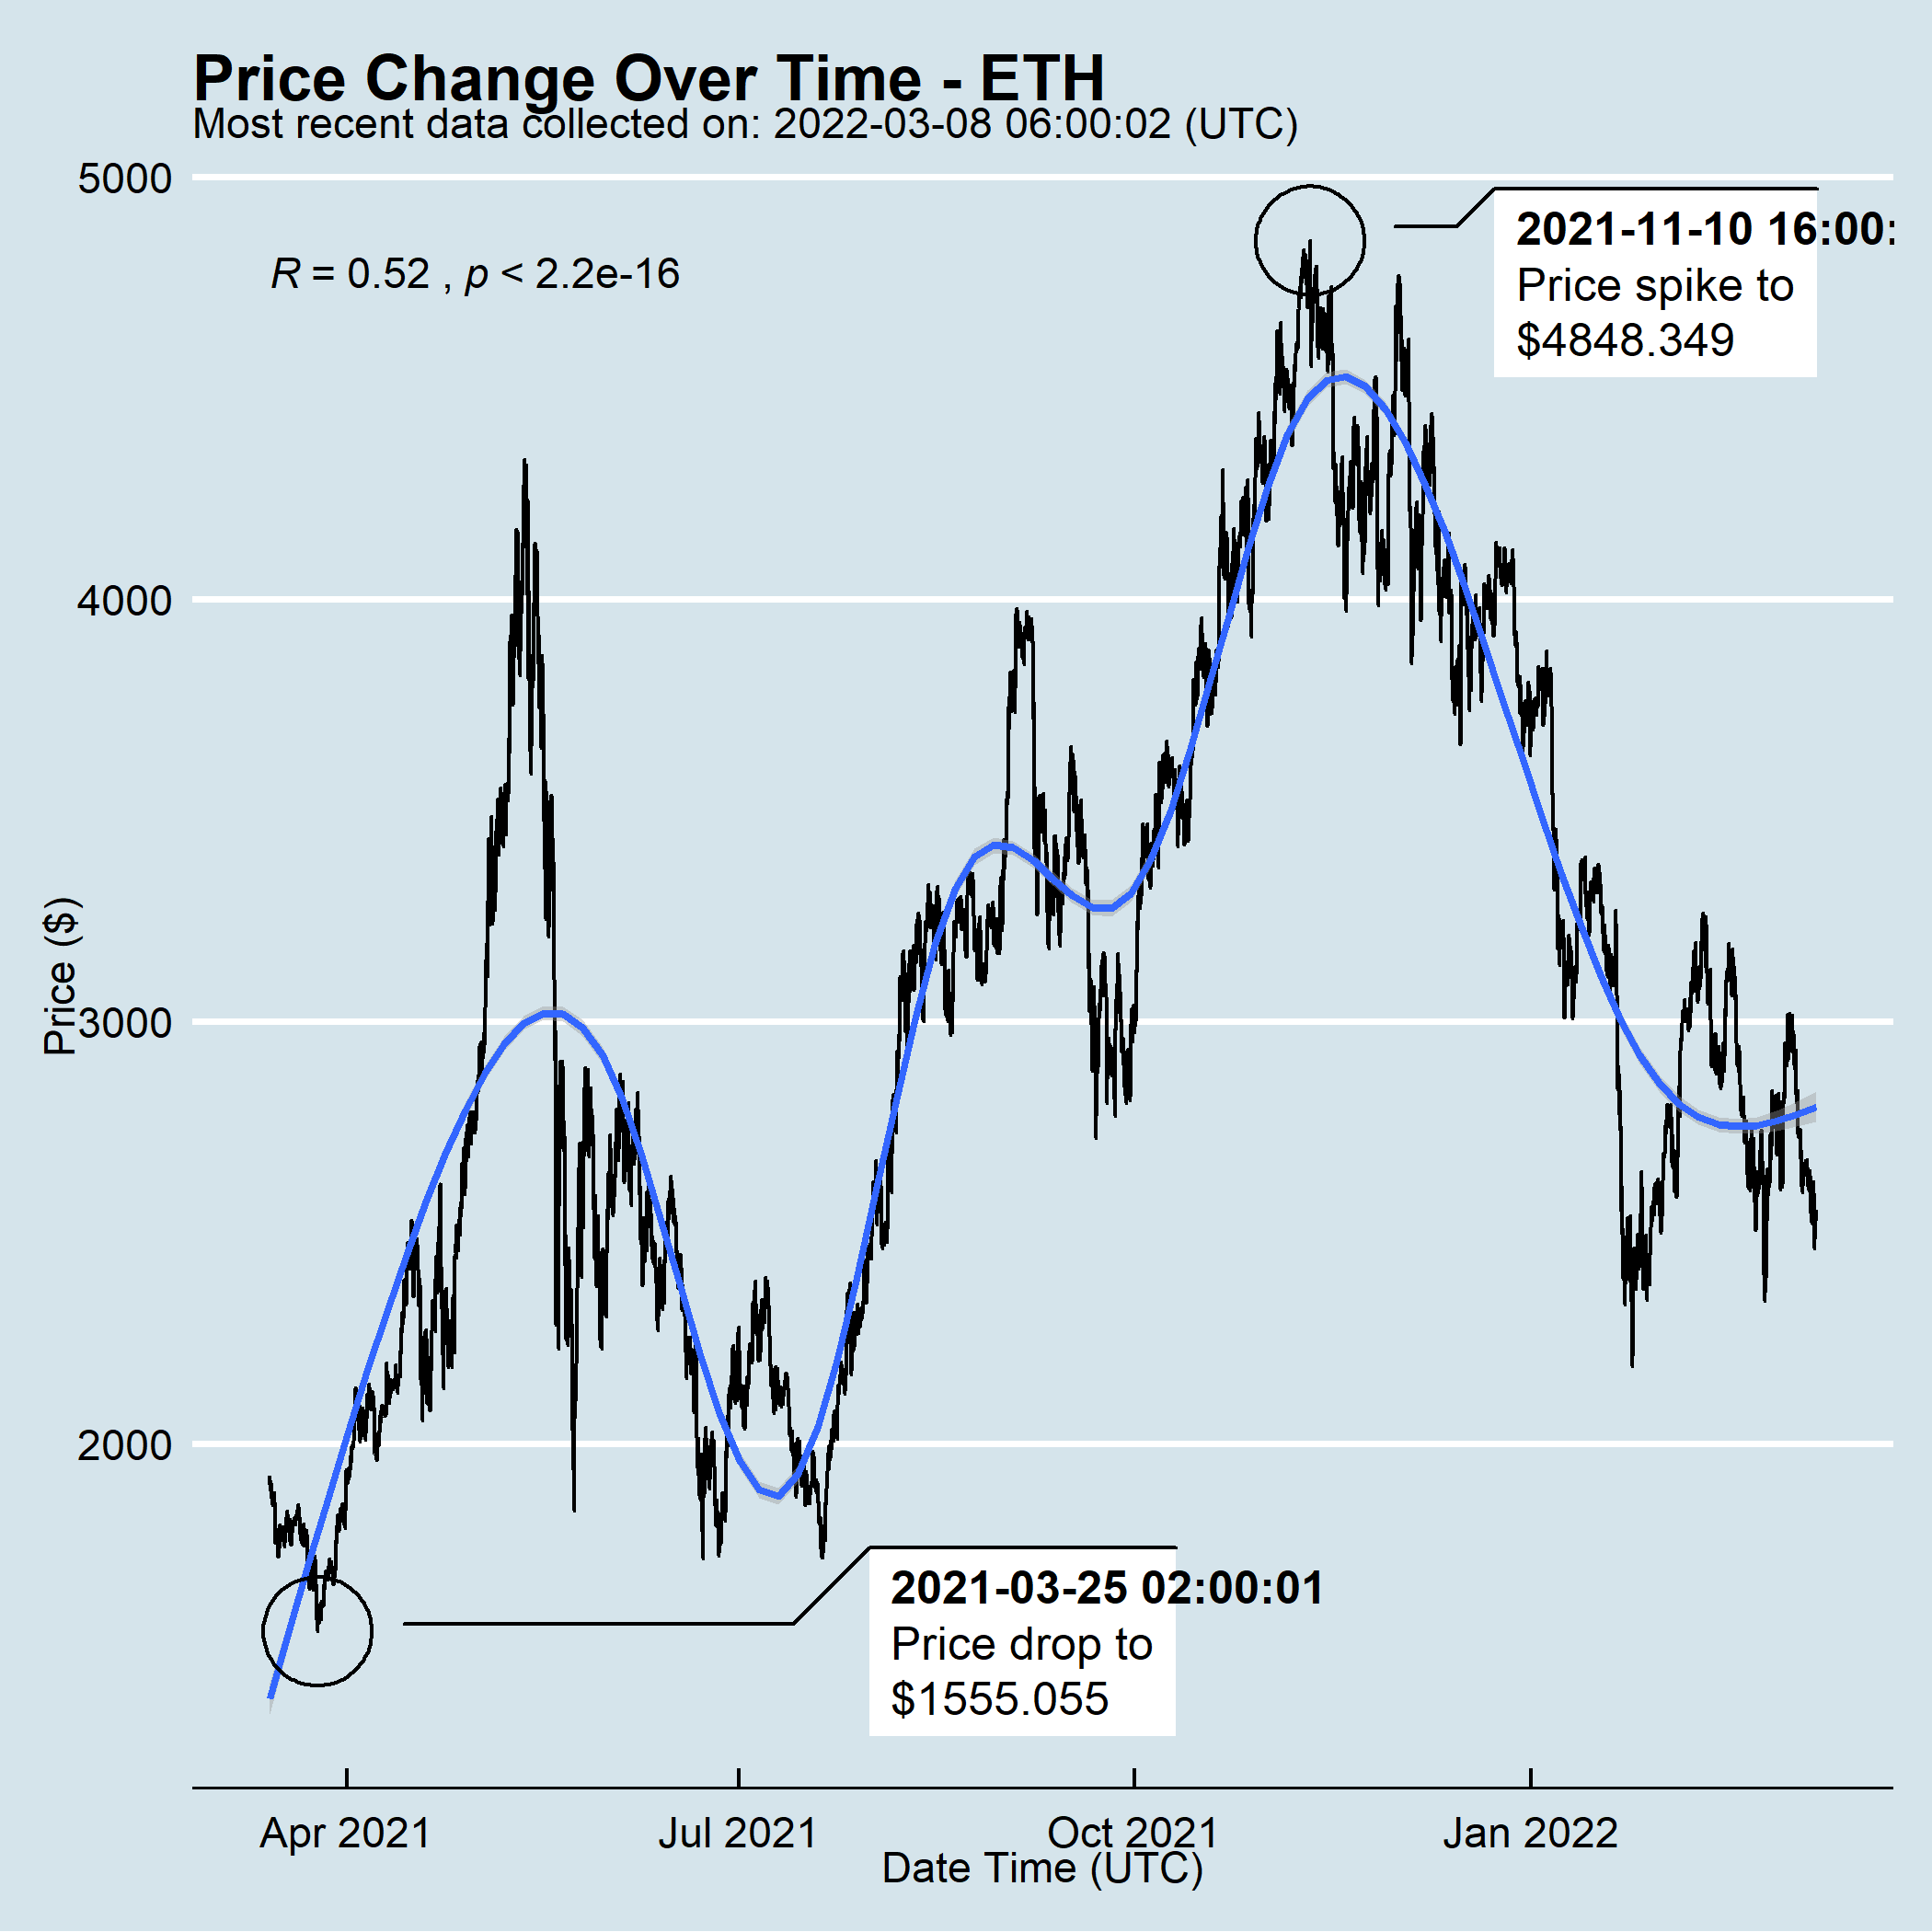 Price Change Over Time - ETH
Most recent data collected on: 2022-03-08 06:00:02 (UTC)
5000
2021-11-10 16:00:
Price spike to
$4848.349
R = 0.52 , p < 2.2e-16
4000
Price ($)
3000
2000
2021-03-25 02:00:01
Price drop to
$1555.055
Apr 2021
Jul 2021
Oct 2021
Jan 2022
Date Time (UTC)